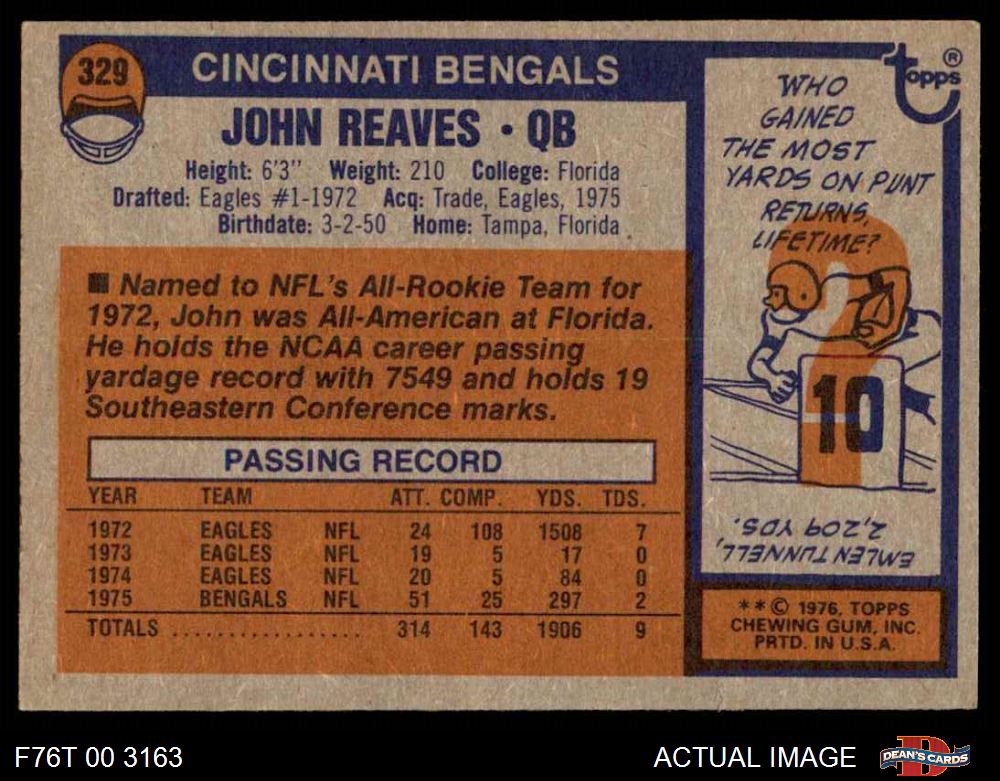 329
CINCINNATI BENGALS
JOHN REAVES • QB
Height: 6'3" Weight: 210 College: Florida
Drafted: Eagles #1-1972 Acq: Trade, Eagles, 1975
Birthdate: 3-2-50 Home: Tampa, Florida
■ Named to NFL's All-Rookie Team for
1972, John was All-American at Florida.
He holds the NCAA career passing
yardage record with 7549 and holds 19
Southeastern Conference marks.
PASSING RECORD
YEAR TEAM ATT. COMP. YDS. TDS.
1972 EAGLES NFL 24 108 1508 7
1973 EAGLES NFL 19 5 17 0
1974 EAGLES NFL 20 5 84 0
1975 BENGALS NFL 51 25 297 2
TOTALS .................. 314 143 1906 9
topps ®
WHO
GAINED
THE MOST
YARDS ON PUNT
RETURNS,
LIFETIME?
10
EMLEN TUNNELL,
2,209 YDS.
** © 1976, TOPPS
CHEWING GUM, INC.
PRTD. IN U.S.A.
F76T 00 3163
ACTUAL IMAGE
DEAN'S CARDS